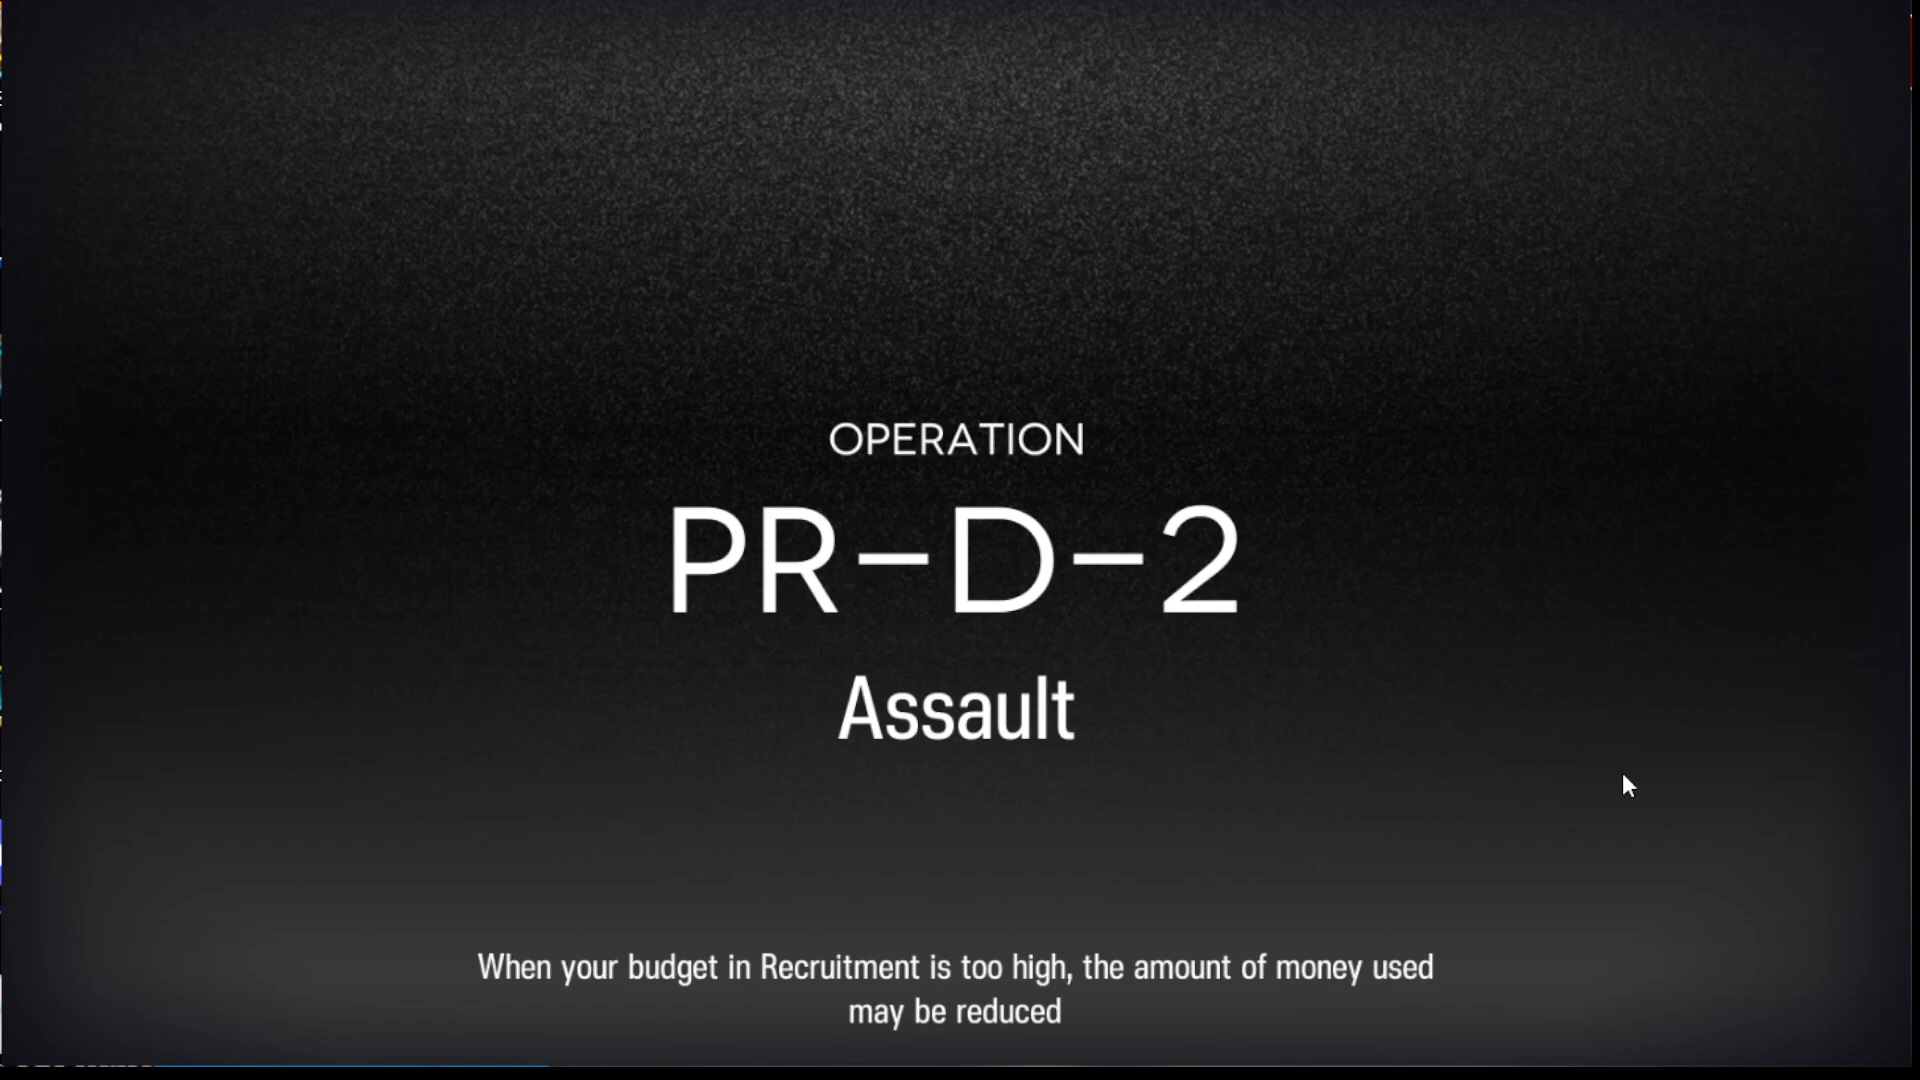 OPERATION
PR-D-2
Assault
When your budget in Recruitment is too high, the amount of money used
may be reduced